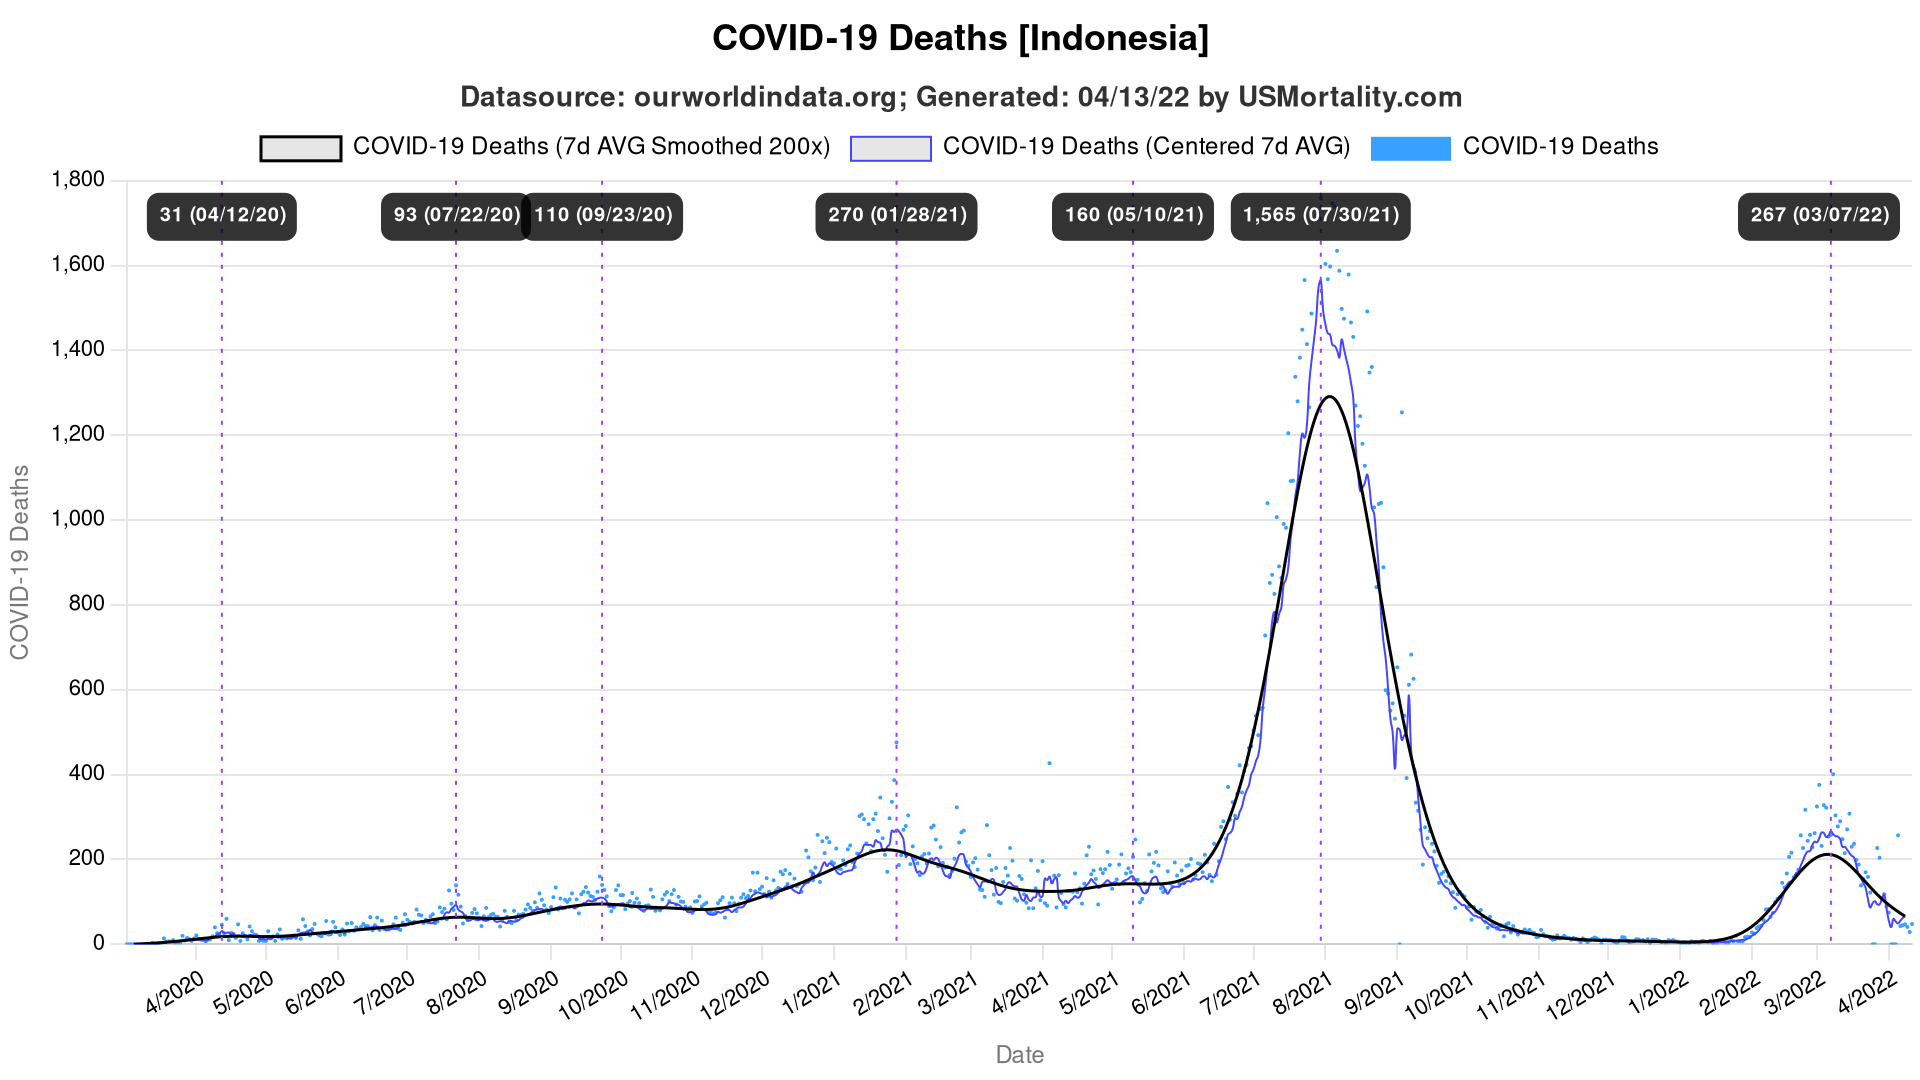 COVID-19 Deaths [Indonesia]
Datasource: ourworldindata.org; Generated: 04/13/22 by USMortality.com
COVID-19 Deaths (7d AVG Smoothed 200x) COVID-19 Deaths (Centered 7d AVG) COVID-19 Deaths
31 (04/12/20) 93 (07/22/20) 110 (09/23/20) 270 (01/28/21) 160 (05/10/21) 1,565 (07/30/21) 267 (03/07/22)
COVID-19 Deaths
1,800
1,600
1,400
1,200
1,000
800
600
400
200
0
4/2020 5/2020 6/2020 7/2020 8/2020 9/2020 10/2020 11/2020 12/2020 1/2021 2/2021 3/2021 4/2021 5/2021 6/2021 7/2021 8/2021 9/2021 10/2021 11/2021 12/2021 1/2022 2/2022 3/2022 4/2022
Date